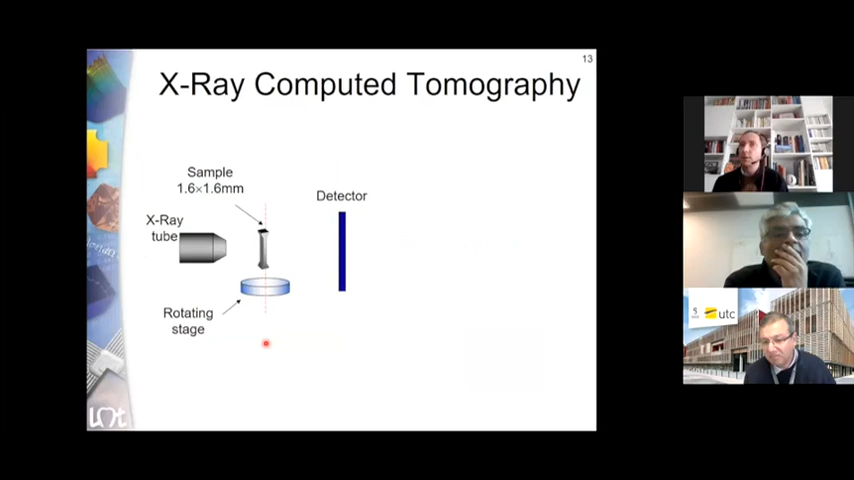 13
X-Ray Computed Tomography
Sample
1.6×1.6mm
Detector
X-Ray
tube
Rotating
stage
utc